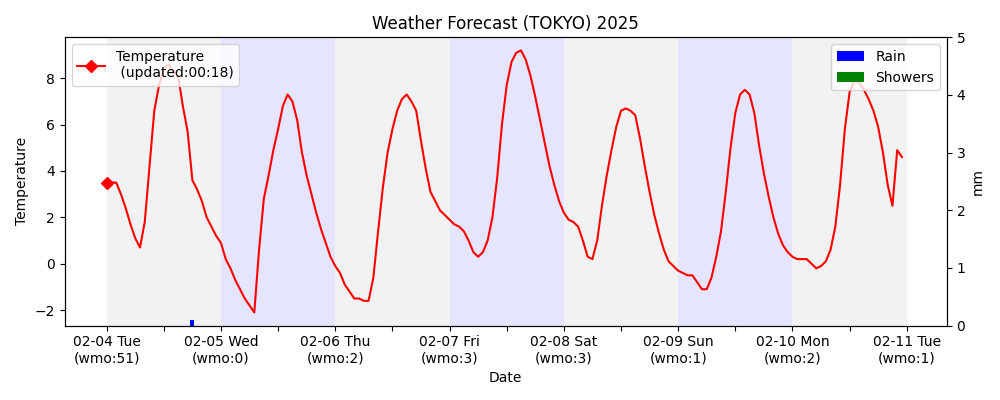 Weather Forecast (TOKYO) 2025
Temperature
(updated:00:18)
Rain
Showers
Temperature
8
6
4
2
0
−2
5
4
3
2
1
0
mm
02-04 Tue
(wmo:51)
02-05 Wed
(wmo:0)
02-06 Thu
(wmo:2)
02-07 Fri
(wmo:3)
02-08 Sat
(wmo:3)
02-09 Sun
(wmo:1)
02-10 Mon
(wmo:2)
02-11 Tue
(wmo:1)
Date